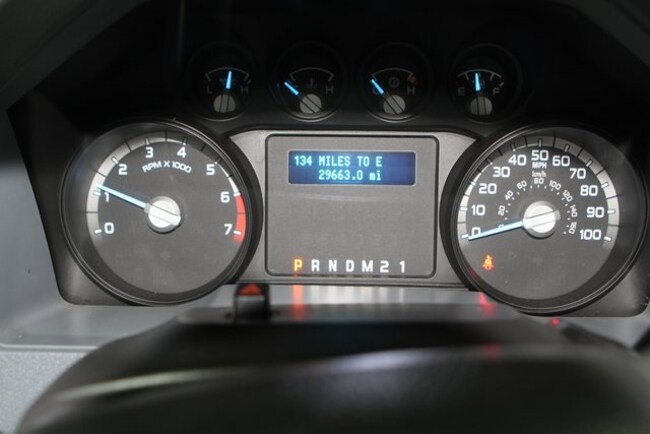 L H
C H
C H
E F
0 1 2 3 4 5 6 7
RPM X 1000
134 MILES TO E
29663.0 mi
P R N D M 2 1
0 10 20 30 40 50 60 70 80 90 100
MPH
km/h